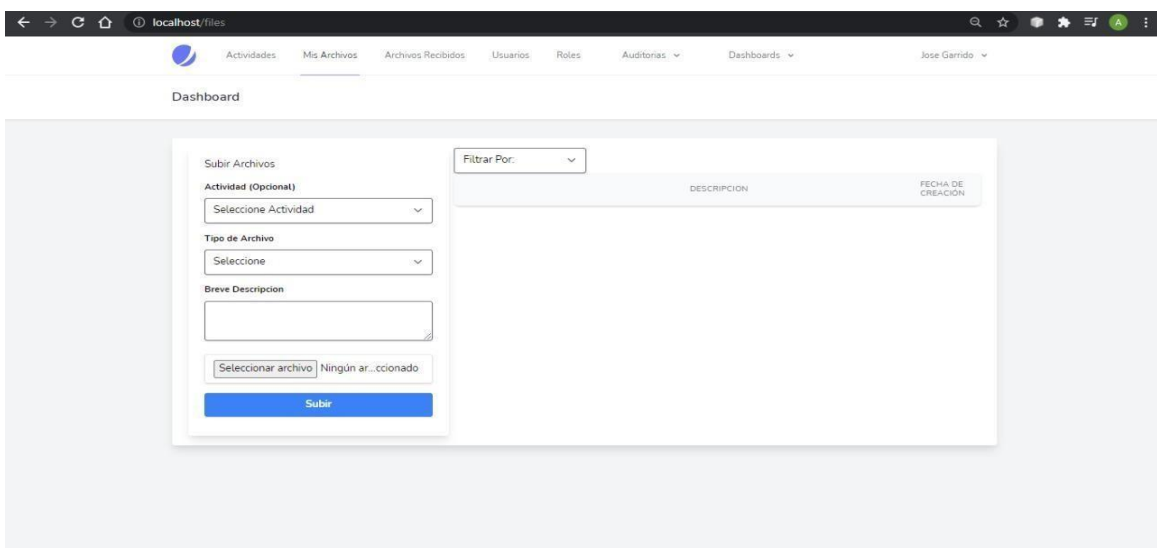 localhost/files
A
Actividades Mis Archivos Archivos Recibidos Usuarios Roles Auditorias Dashboards Jose Garrido
Dashboard
Subir Archivos
Actividad (Opcional)
Seleccione Actividad
Tipo de Archivo
Seleccione
Breve Descripcion
Seleccionar archivo Ningún ar...ccionado
Subir
Filtrar Por:
DESCRIPCION
FECHA DE
CREACIÓN